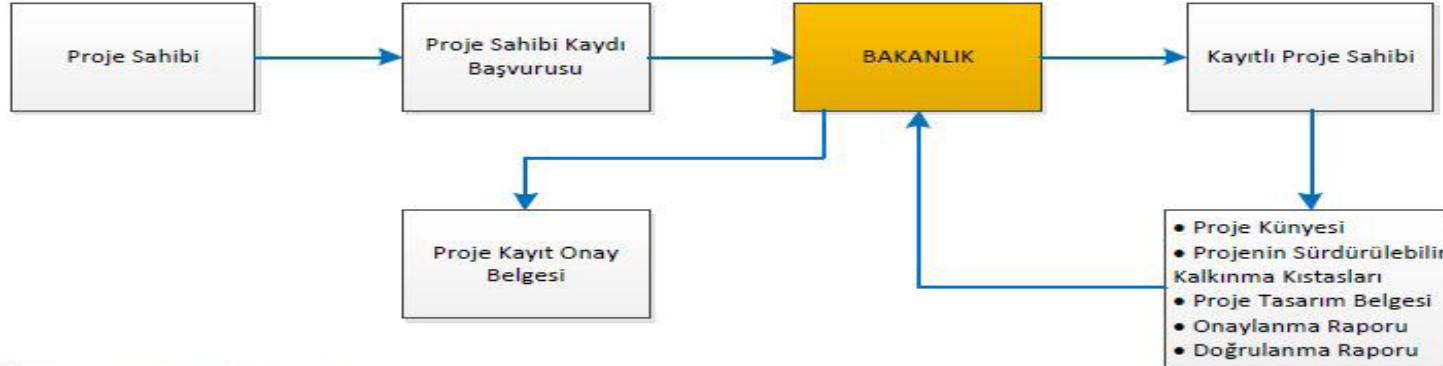 Proje Sahibi
Proje Sahibi Kaydı
Başvurusu
BAKANLIK
Kayıtlı Proje Sahibi
Proje Kayıt Onay
Belgesi
• Proje Künyesi
• Projenin Sürdürülebilir
Kalkınma Kıstasları
• Proje Tasarım Belgesi
• Onaylanma Raporu
• Doğrulanma Raporu